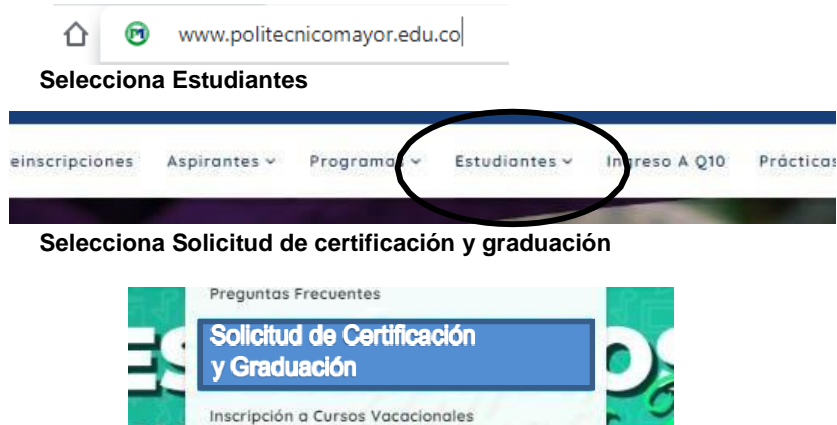 www.politecnicomayor.edu.co
Selecciona Estudiantes
einscripciones Aspirantes Programas Estudiantes Ingreso A Q10 Prácticas
Selecciona Solicitud de certificación y graduación
Preguntas Frecuentes
Solicitud de Certificación
y Graduación
Inscripción a Cursos Vacacionales